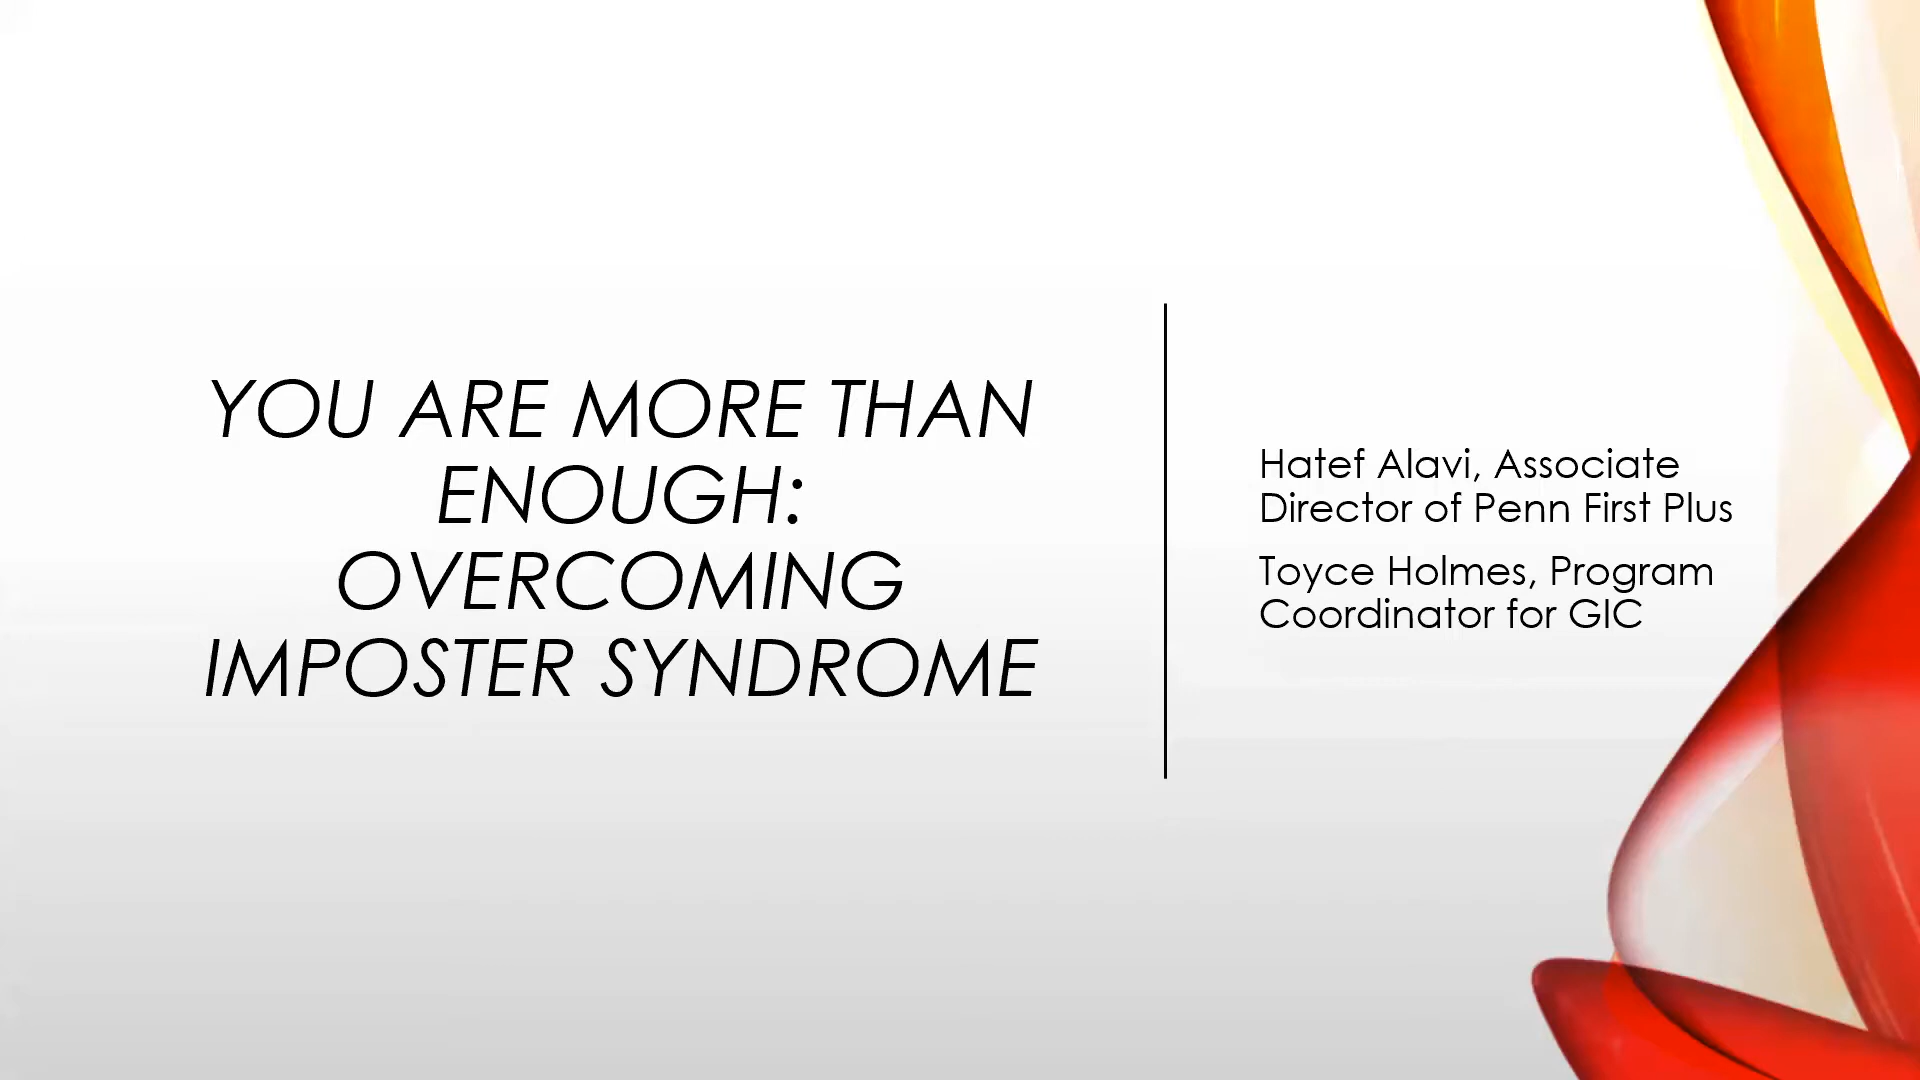 YOU ARE MORE THAN
ENOUGH:
OVERCOMING
IMPOSTER SYNDROME
Hatef Alavi, Associate
Director of Penn First Plus
Toyce Holmes, Program
Coordinator for GIC